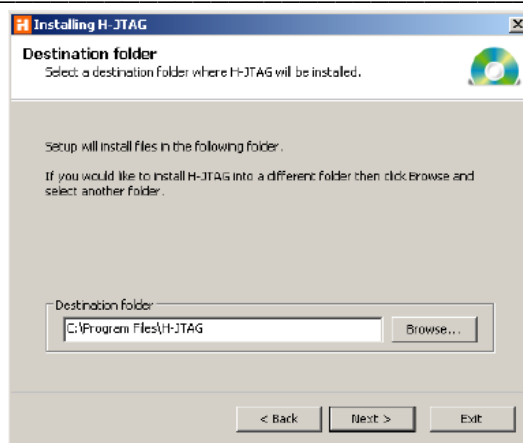 Installing H-JTAG
Destination folder
Select a destination folder where H-JTAG will be installed.
Setup will install files in the following folder.
If you would like to install H-JTAG into a different folder then click Browse and
select another folder.
Destination folder
C:\Program Files\H-JTAG
Browse...
< Back
Next >
Exit